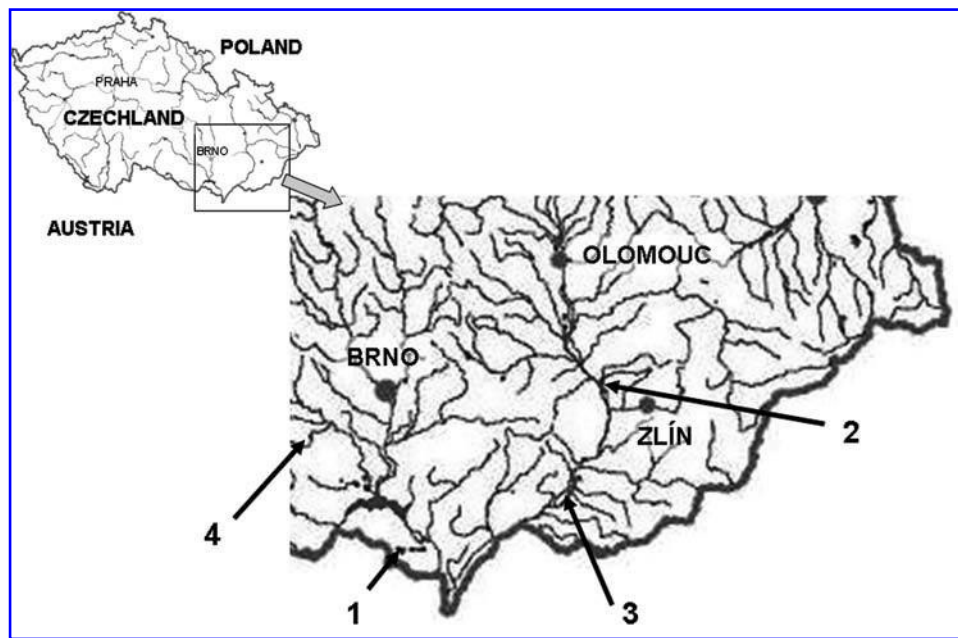 POLAND
PRAHA
CZECHLAND
BRNO
AUSTRIA
OLOMOUC
BRNO
ZLÍN
2
4
1
3